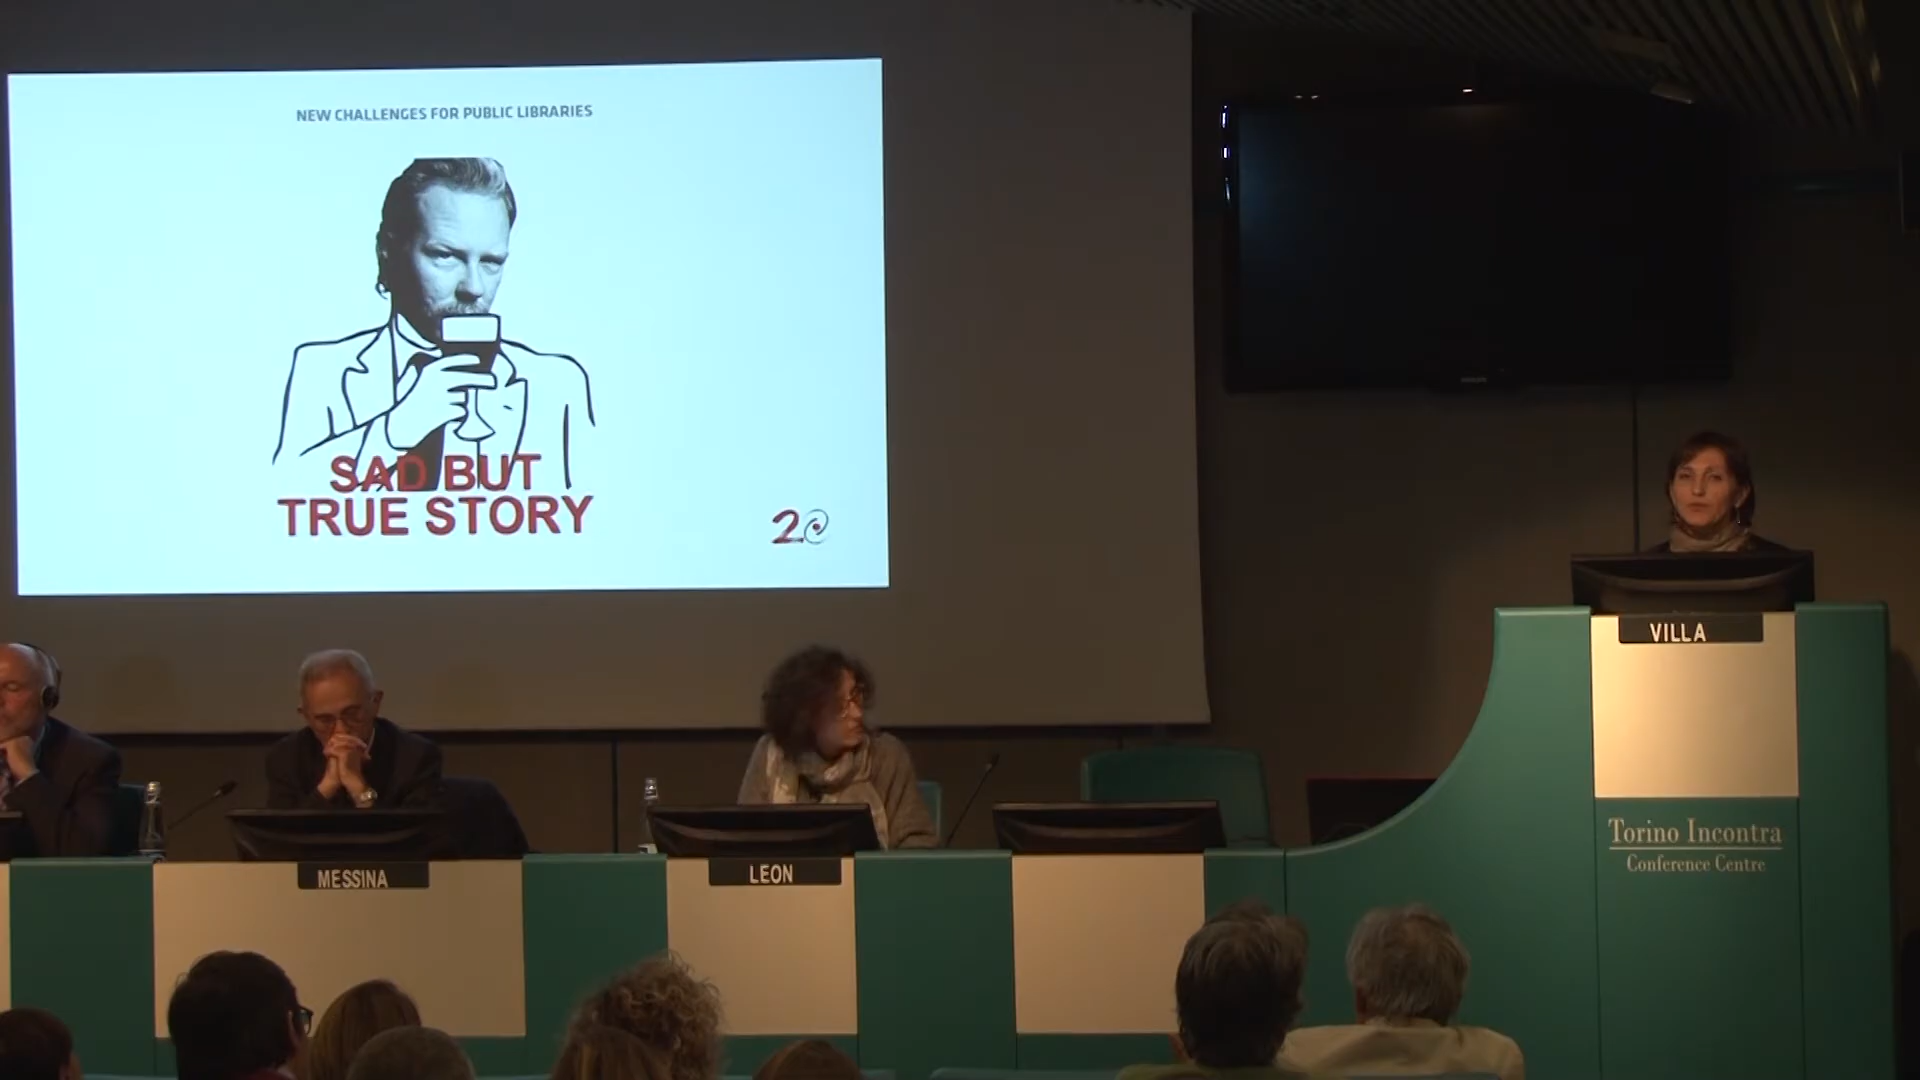 NEW CHALLENGES FOR PUBLIC LIBRARIES
SAD BUT
TRUE STORY
2@
VILLA
MESSINA
LEON
Torino Incontra
Conference Centre